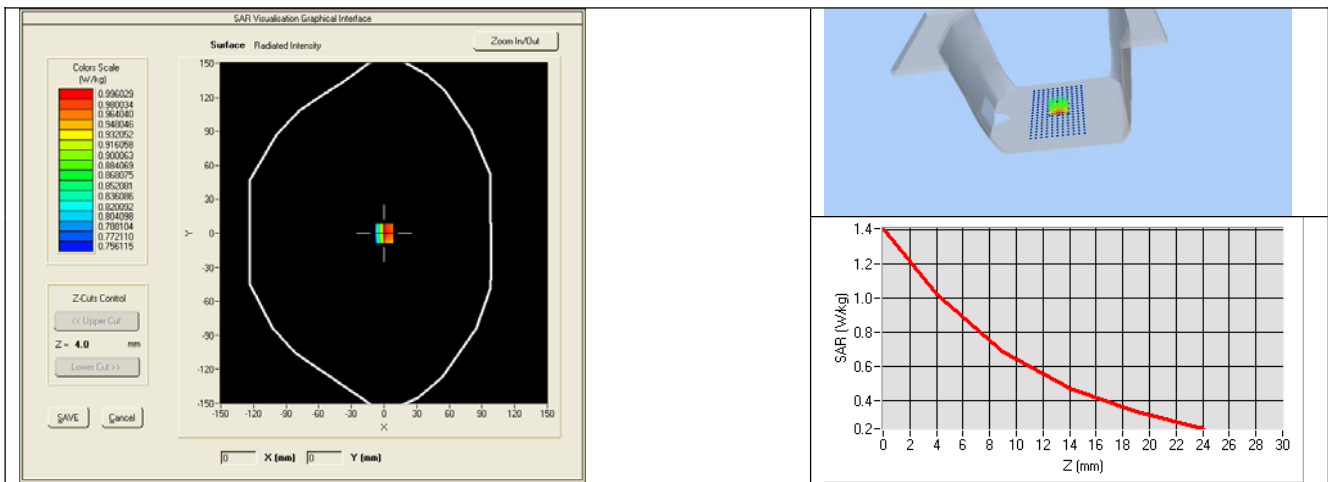 SAR Visualisation Graphical Interface
Surface Radiated Intensity
Zoom In/Out
Colors Scale
(W/kg)
0.996029
0.980034
0.964040
0.948046
0.932052
0.916058
0.900063
0.884069
0.868075
0.852081
0.836086
0.820092
0.804098
0.788104
0.772110
0.756115
Z-Cuts Control
<< Upper Cut
Z = 4.0 mm
Lower Cut >>
SAVE Cancel
150
120
90
60
30
Y 0
-30
-60
-90
-120
-150
-150 -120 -90 -60 -30 0 30 60 90 120 150
X
0 X (mm) 0 Y (mm)
1.4
1.2
1.0
0.8
0.6
0.4
0.2
SAR (W/kg)
0 2 4 6 8 10 12 14 16 18 20 22 24 26 28 30
Z (mm)